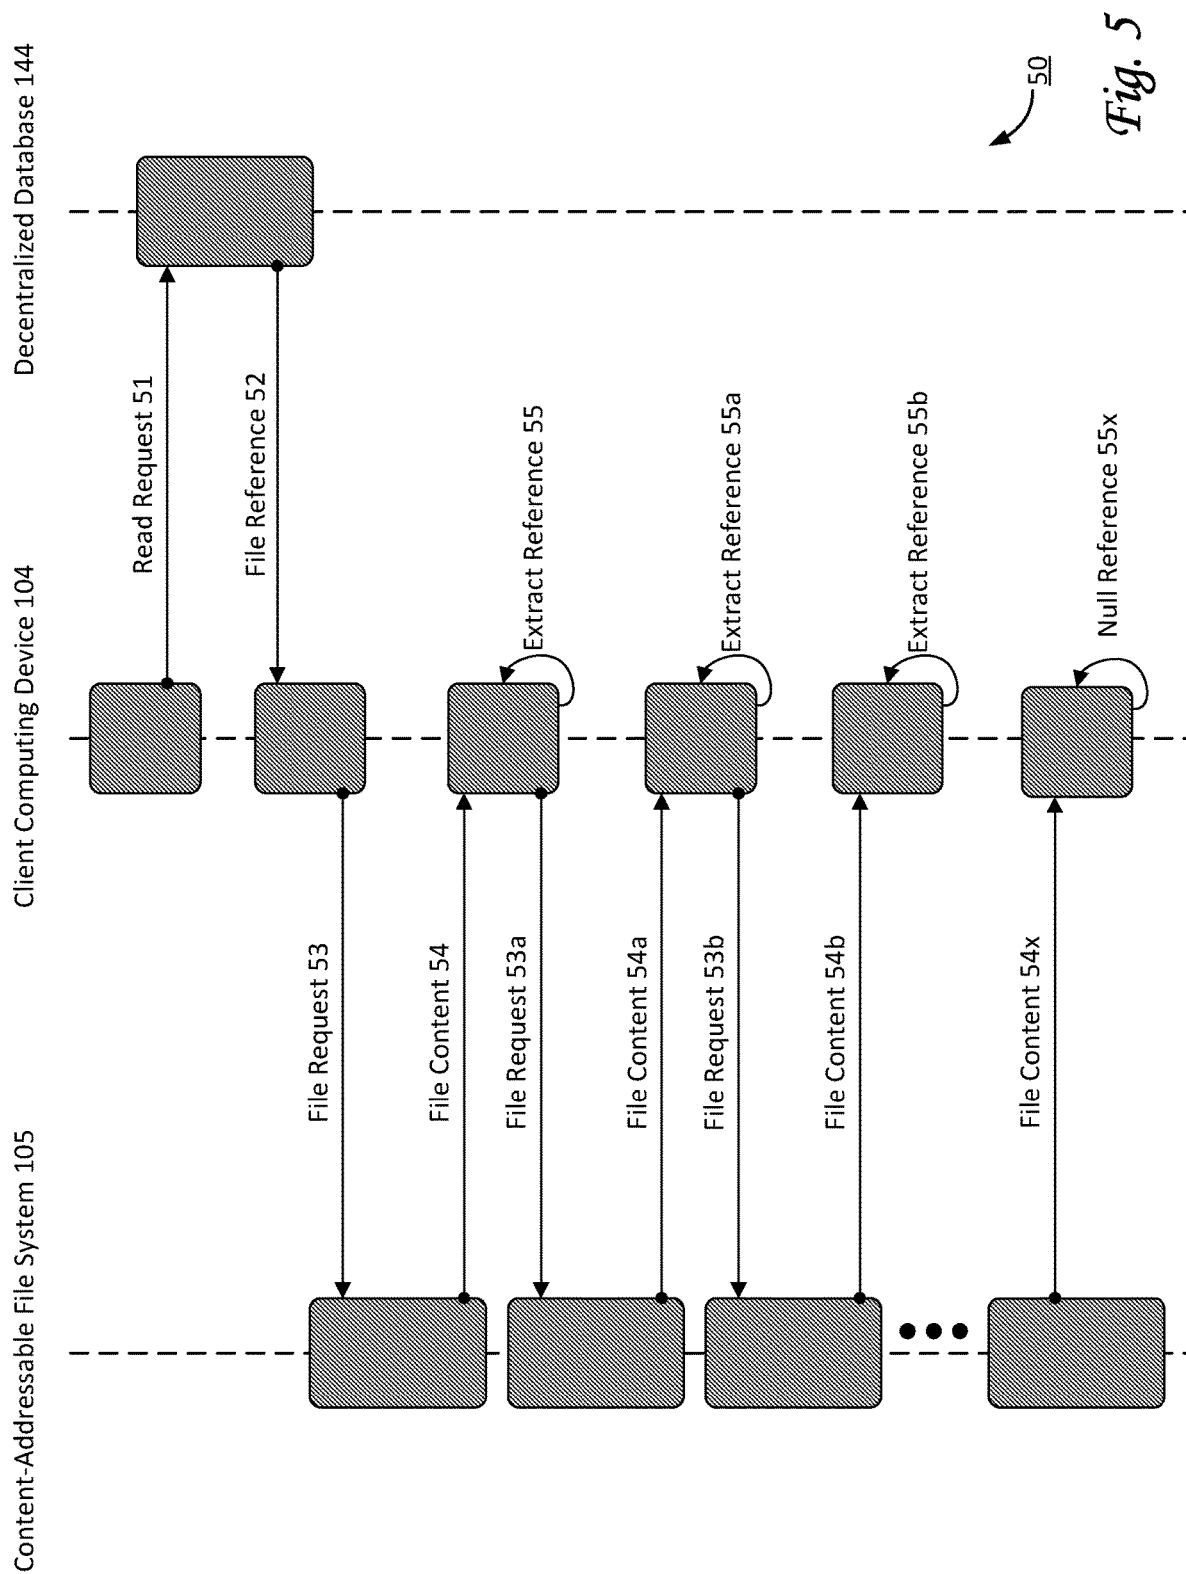 Content-Addressable File System 105
Client Computing Device 104
Decentralized Database 144
Read Request 51
File Reference 52
File Request 53
File Content 54
Extract Reference 55
File Request 53a
File Content 54a
Extract Reference 55a
File Request 53b
File Content 54b
Extract Reference 55b
File Content 54x
Null Reference 55x
50
Fig. 5